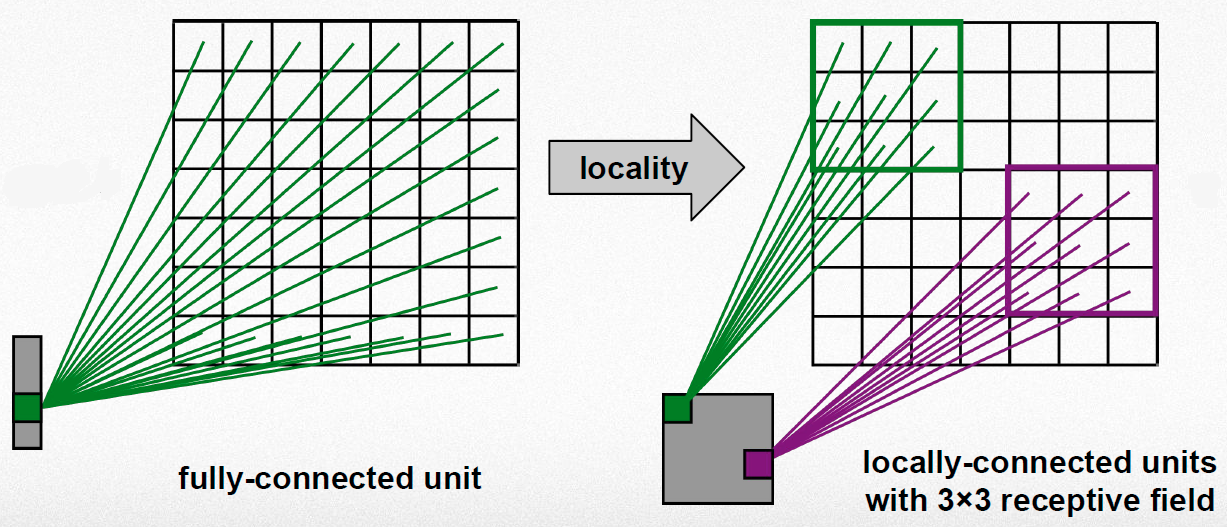 locality
fully-connected unit
locally-connected units
with 3×3 receptive field